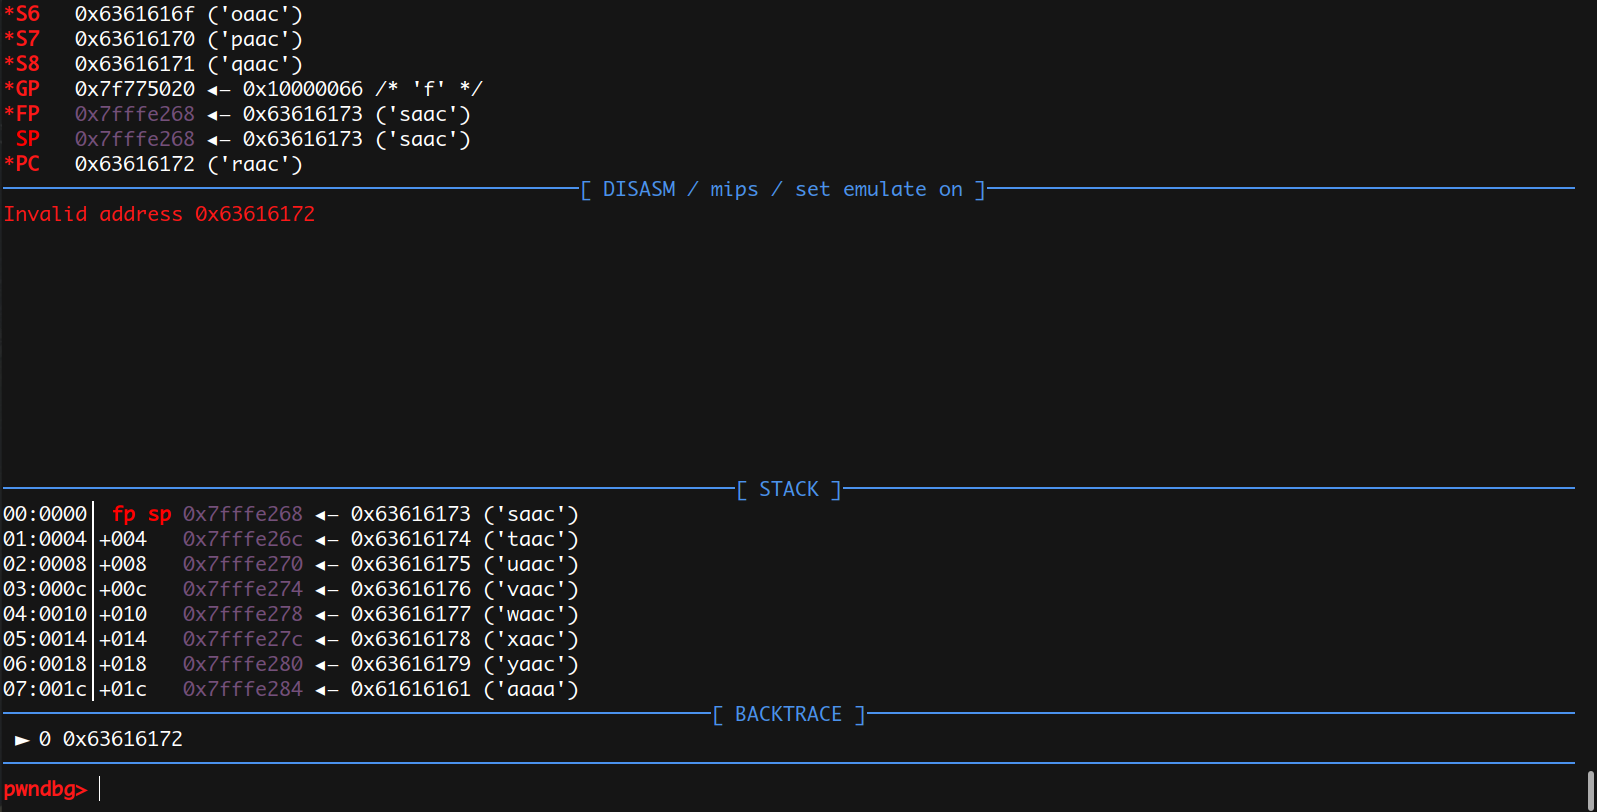 *S6 0x6361616f ('oaac')
*S7 0x63616170 ('paac')
*S8 0x63616171 ('qaac')
*GP 0x7f775020 ◂— 0x10000066 /* 'f' */
*FP 0x7fffe268 ◂— 0x63616173 ('saac')
SP 0x7fffe268 ◂— 0x63616173 ('saac')
*PC 0x63616172 ('raac')
[ DISASM / mips / set emulate on ]
Invalid address 0x63616172
[ STACK ]
00:0000│ fp sp 0x7fffe268 ◂— 0x63616173 ('saac')
01:0004│+004 0x7fffe26c ◂— 0x63616174 ('taac')
02:0008│+008 0x7fffe270 ◂— 0x63616175 ('uaac')
03:000c│+00c 0x7fffe274 ◂— 0x63616176 ('vaac')
04:0010│+010 0x7fffe278 ◂— 0x63616177 ('waac')
05:0014│+014 0x7fffe27c ◂— 0x63616178 ('xaac')
06:0018│+018 0x7fffe280 ◂— 0x63616179 ('yaac')
07:001c│+01c 0x7fffe284 ◂— 0x61616161 ('aaaa')
[ BACKTRACE ]
► 0 0x63616172
pwndbg>